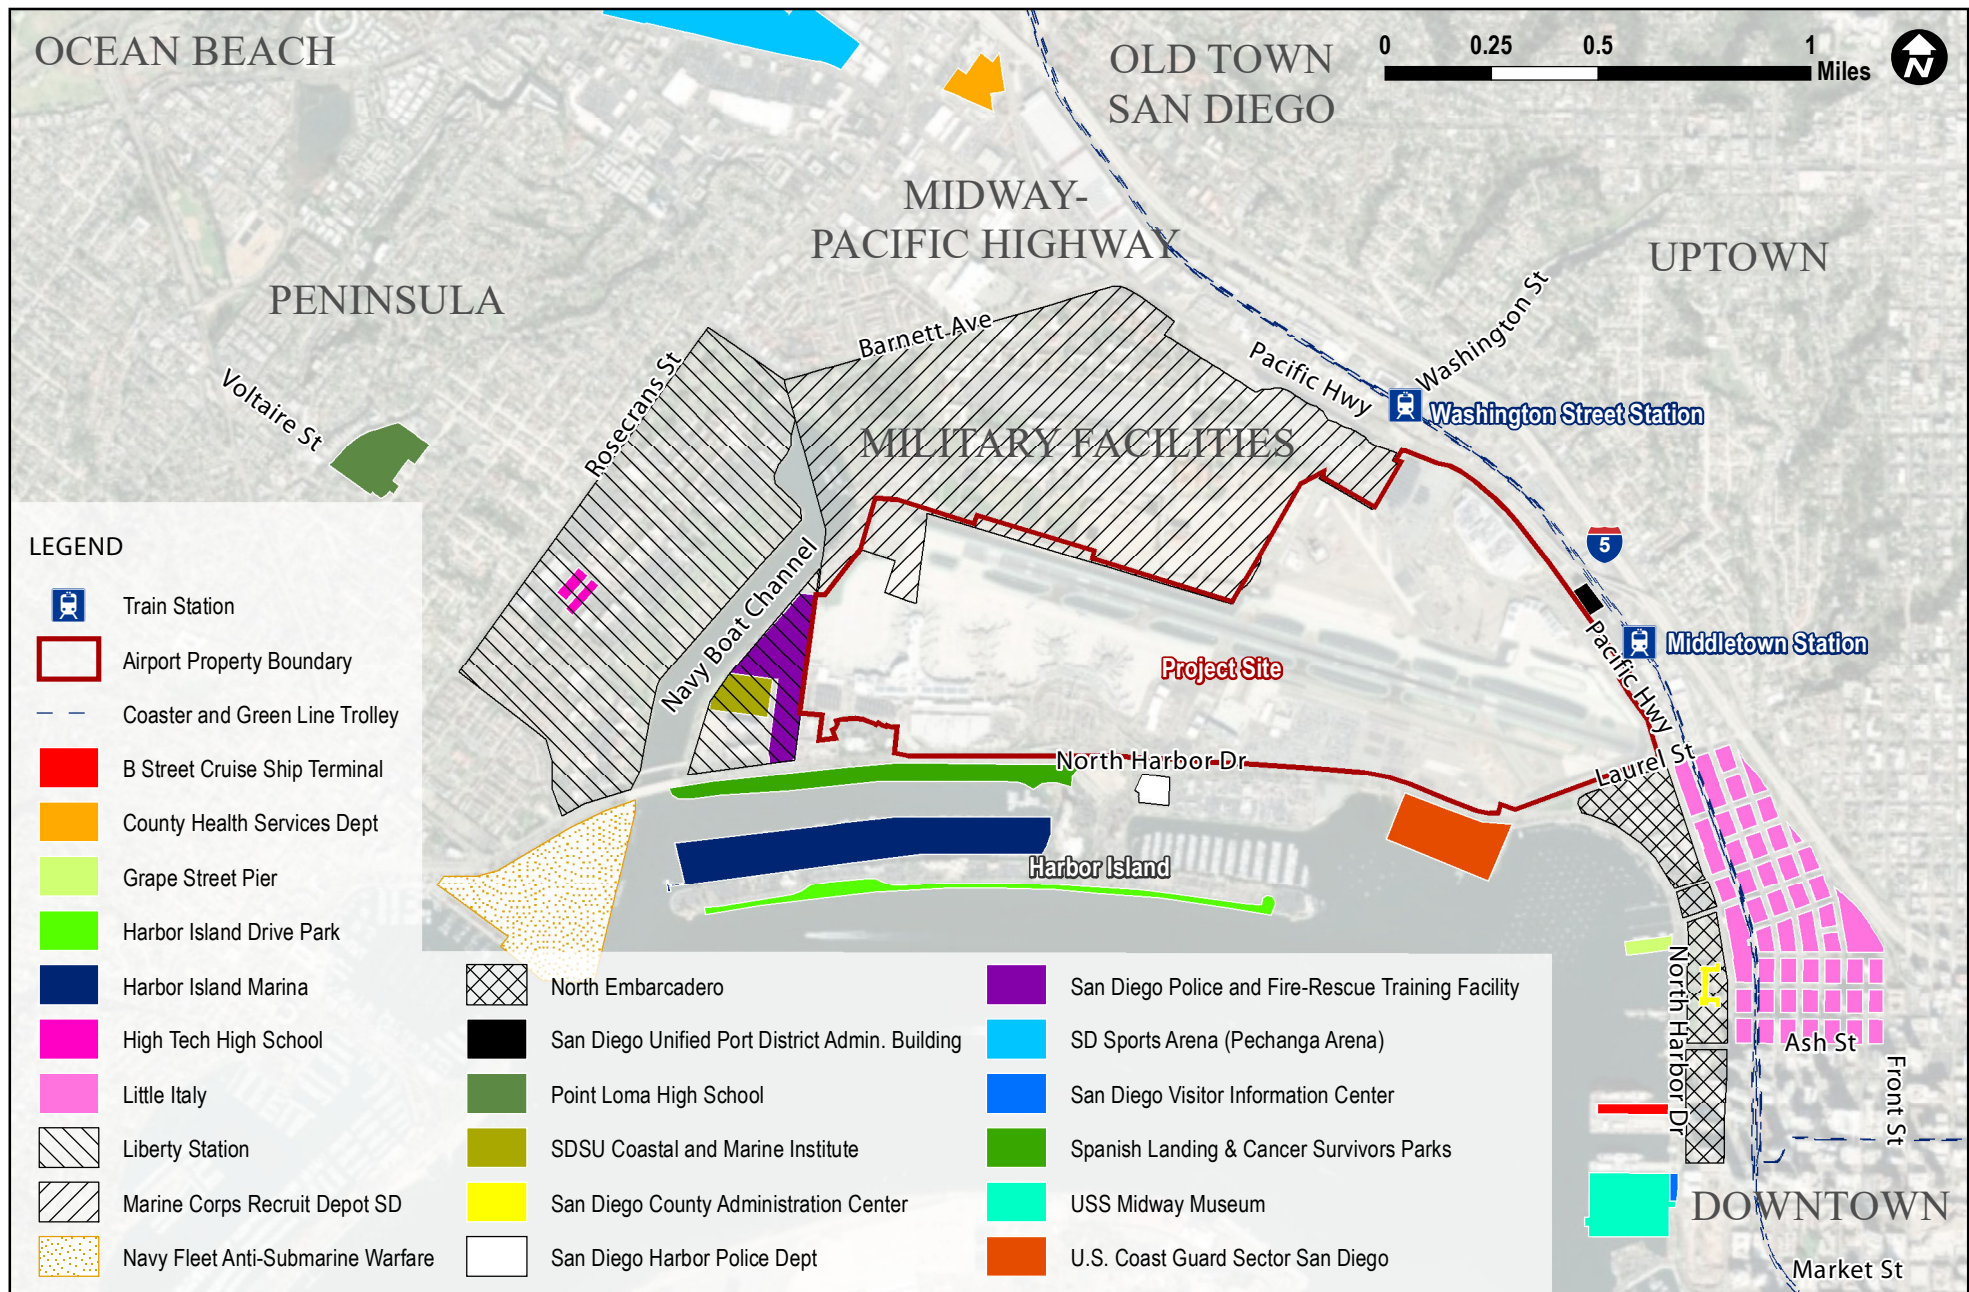 OCEAN BEACH
OLD TOWN
SAN DIEGO
0 0.25 0.5 1
Miles
N
MIDWAY-
PACIFIC HIGHWAY
UPTOWN
PENINSULA
Washington St
Barnett Ave
Pacific Hwy
Rosecrans St
Voltaire St
Washington Street Station
MILITARY FACILITIES
5
Navy Boat Channel
Pacific Hwy
Middletown Station
Project Site
North Harbor Dr
Laurel St
Harbor Island
North Harbor Dr
Ash St
Front St
DOWNTOWN
Market St
LEGEND
Train Station
Airport Property Boundary
Coaster and Green Line Trolley
B Street Cruise Ship Terminal
County Health Services Dept
Grape Street Pier
Harbor Island Drive Park
Harbor Island Marina
High Tech High School
Little Italy
Liberty Station
Marine Corps Recruit Depot SD
Navy Fleet Anti-Submarine Warfare
North Embarcadero
San Diego Unified Port District Admin. Building
Point Loma High School
SDSU Coastal and Marine Institute
San Diego County Administration Center
San Diego Harbor Police Dept
San Diego Police and Fire-Rescue Training Facility
SD Sports Arena (Pechanga Arena)
San Diego Visitor Information Center
Spanish Landing & Cancer Survivors Parks
USS Midway Museum
U.S. Coast Guard Sector San Diego